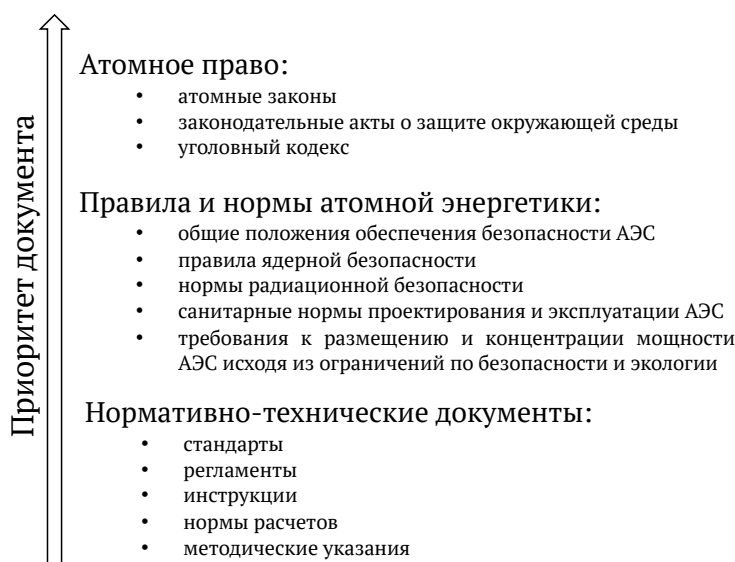 Приоритет документа
Атомное право:
• атомные законы
• законодательные акты о защите окружающей среды
• уголовный кодекс
Правила и нормы атомной энергетики:
• общие положения обеспечения безопасности АЭС
• правила ядерной безопасности
• нормы радиационной безопасности
• санитарные нормы проектирования и эксплуатации АЭС
• требования к размещению и концентрации мощности
АЭС исходя из ограничений по безопасности и экологии
Нормативно-технические документы:
• стандарты
• регламенты
• инструкции
• нормы расчетов
• методические указания